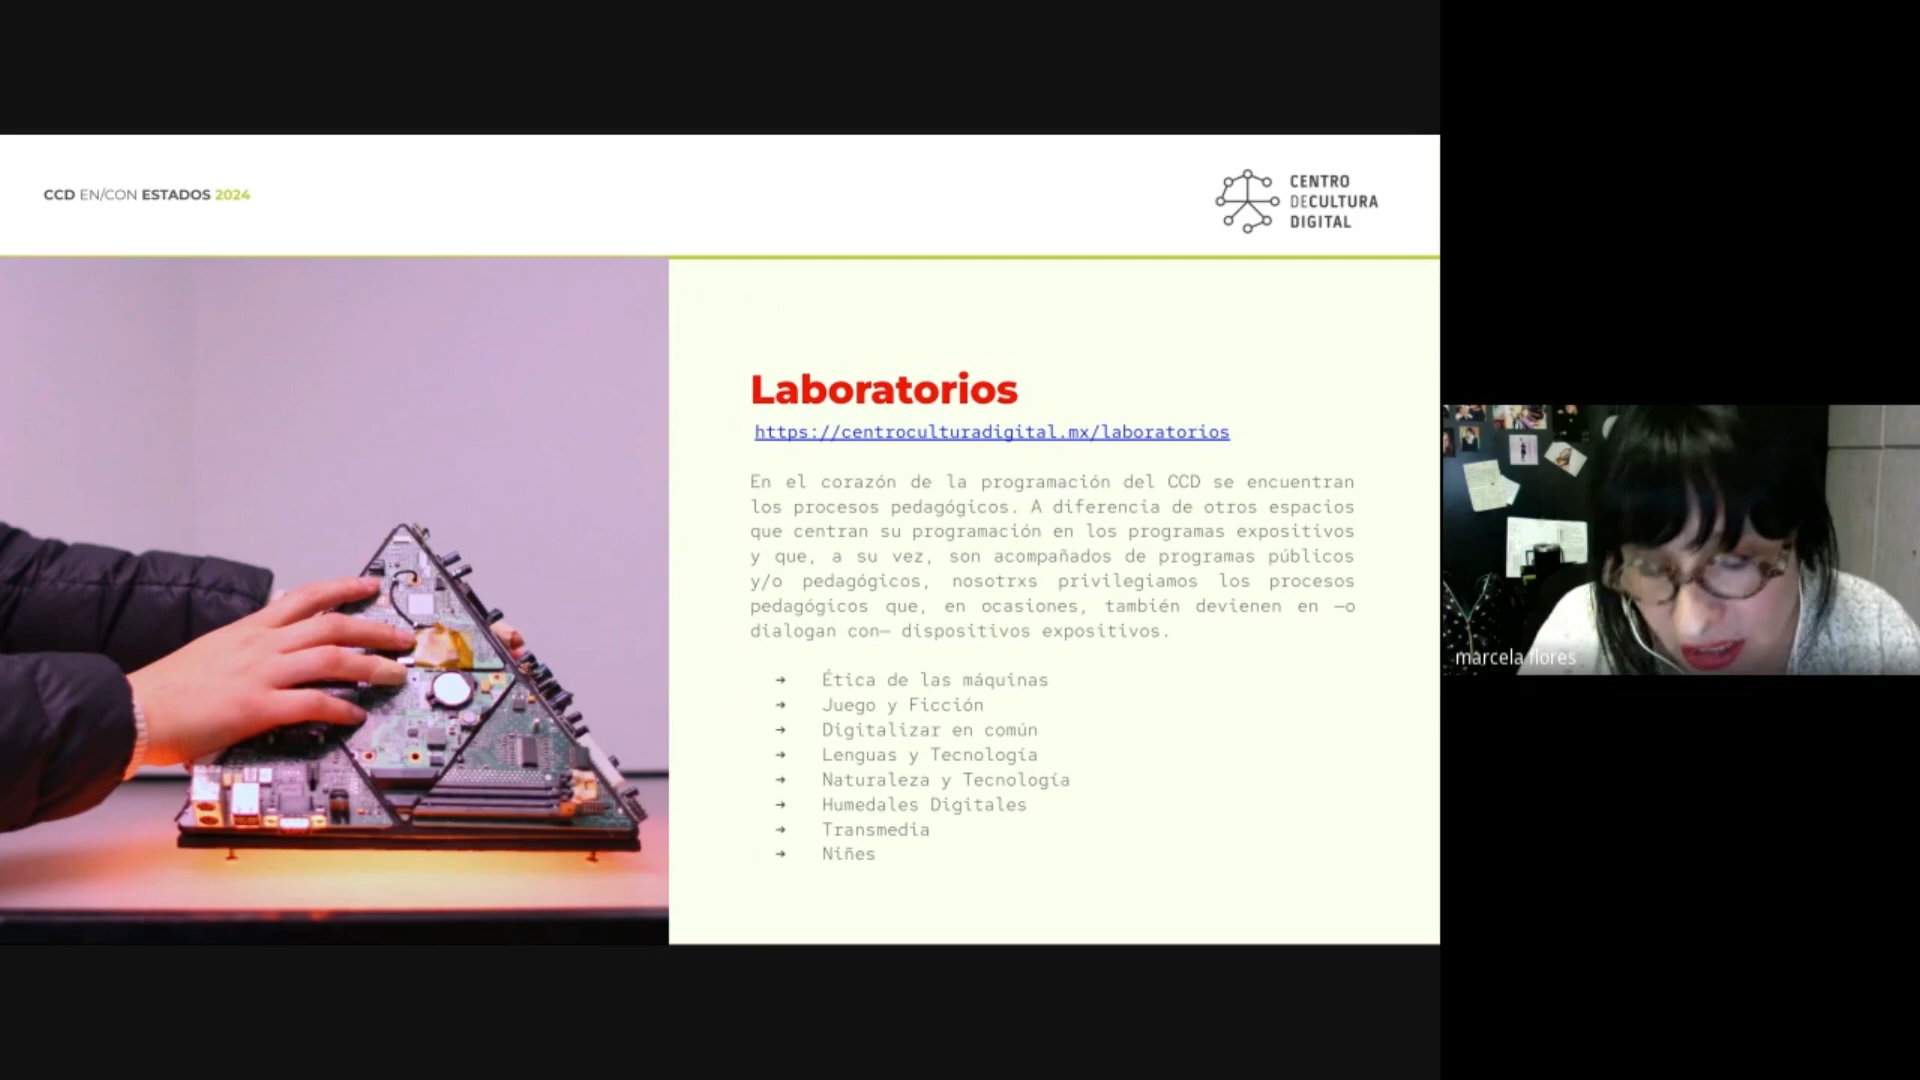 CCD EN/CON ESTADOS 2024
CENTRO
DECULTURA
DIGITAL
Laboratorios
https://centroculturadigital.mx/laboratorios
En el corazón de la programación del CCD se encuentran
los procesos pedagógicos. A diferencia de otros espacios
que centran su programación en los programas expositivos
y que, a su vez, son acompañados de programas públicos
y/o pedagógicos, nosotrxs privilegiamos los procesos
pedagógicos que, en ocasiones, también devienen en —o
dialogan con— dispositivos expositivos.
➔ Ética de las máquinas
➔ Juego y Ficción
➔ Digitalizar en común
➔ Lenguas y Tecnología
➔ Naturaleza y Tecnología
➔ Humedales Digitales
➔ Transmedia
➔ Niñes
marcela flores